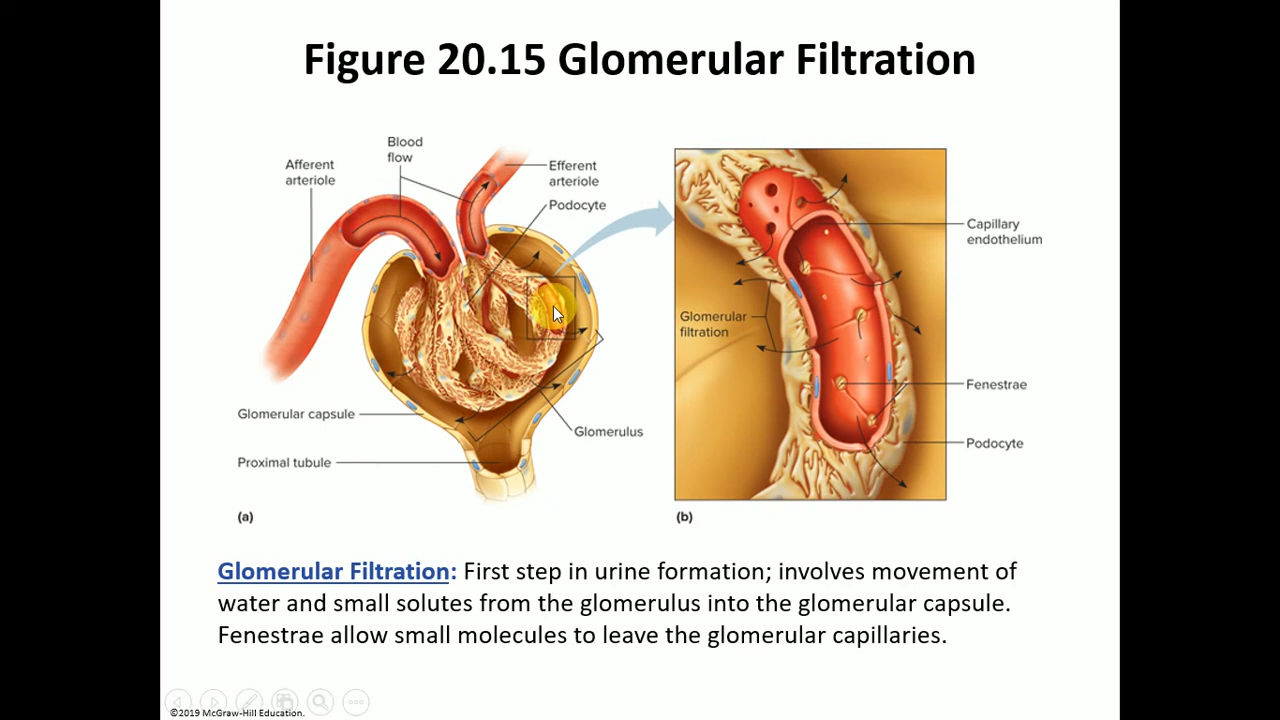 Figure 20.15 Glomerular Filtration
Blood
flow
Afferent
arteriole
Efferent
arteriole
Podocyte
Glomerular capsule
Glomerulus
Proximal tubule
(a)
Capillary
endothelium
Glomerular
filtration
Fenestrae
Podocyte
(b)
Glomerular Filtration: First step in urine formation; involves movement of
water and small solutes from the glomerulus into the glomerular capsule.
Fenestrae allow small molecules to leave the glomerular capillaries.
©2019 McGraw-Hill Education.